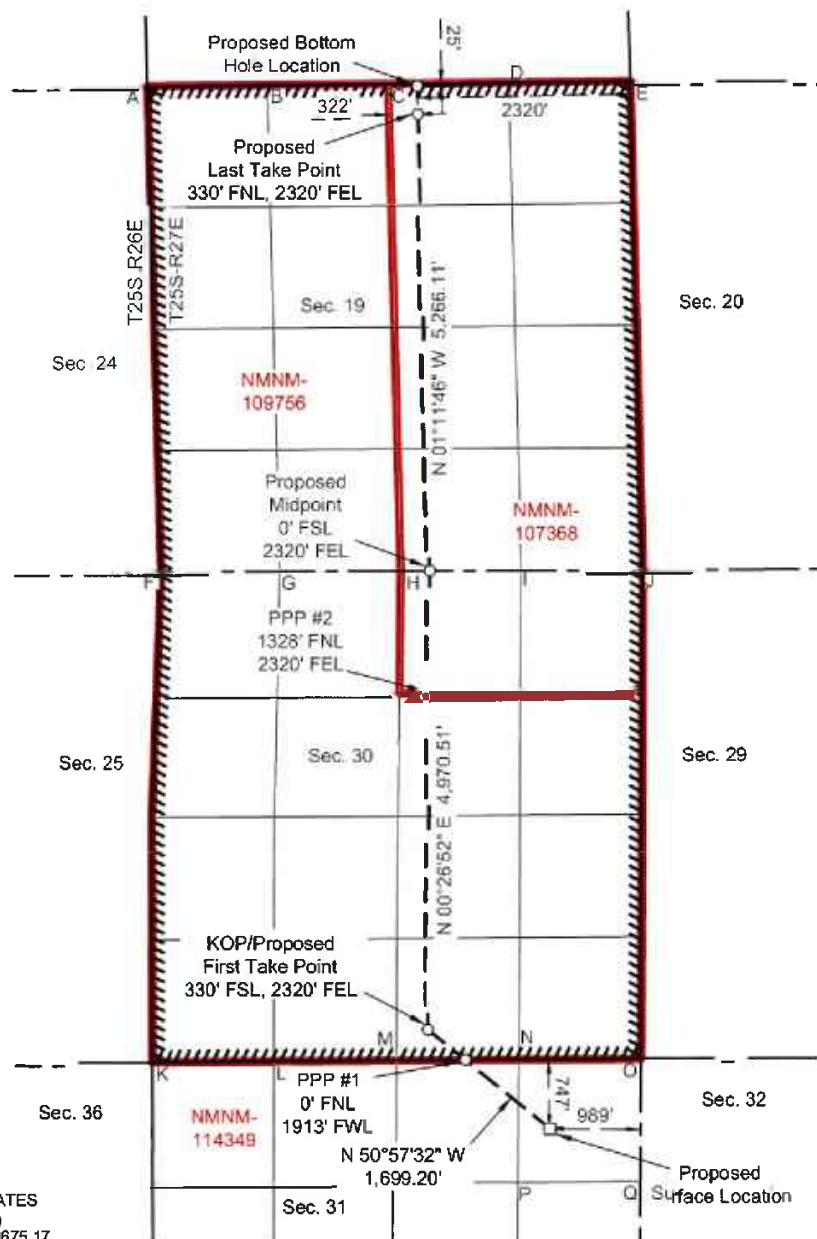 25'
Proposed Bottom
Hole Location
A
B
C
D
E
322'
2320'
Proposed
Last Take Point
330' FNL, 2320' FEL
T25S R26E
T25S-R27E
Sec. 19
Sec. 20
Sec 24
N 01°11'46" W 5,266.11'
NMNM-
109756
Proposed
Midpoint
0' FSL
2320' FEL
NMNM-
107368
F
G
H
I
J
PPP #2
1328' FNL
2320' FEL
Sec. 25
Sec. 30
Sec. 29
N 00°26'52" E 4,970.51'
KOP/Proposed
First Take Point
330' FSL, 2320' FEL
M
N
K
L
O
PPP #1
0' FNL
1913' FWL
747'
989'
Sec. 36
Sec. 32
NMNM-
114349
N 50°57'32" W
1,699.20'
Proposed
Surface Location
P
Q
Sec. 31
ATES
)
675.17